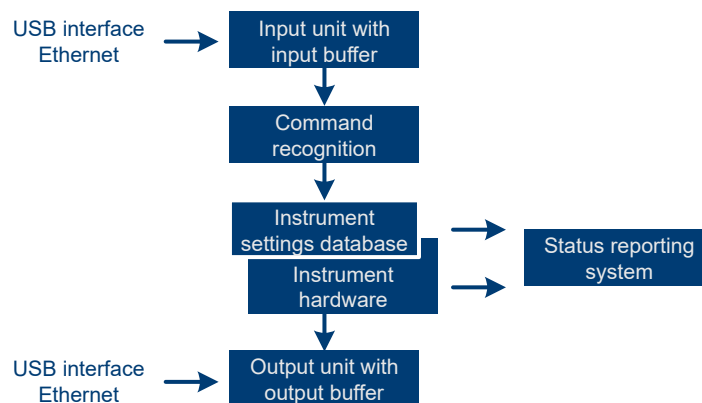 USB interface
Ethernet
Input unit with
input buffer
Command
recognition
Instrument
settings database
Instrument
hardware
Status reporting
system
USB interface
Ethernet
Output unit with
output buffer